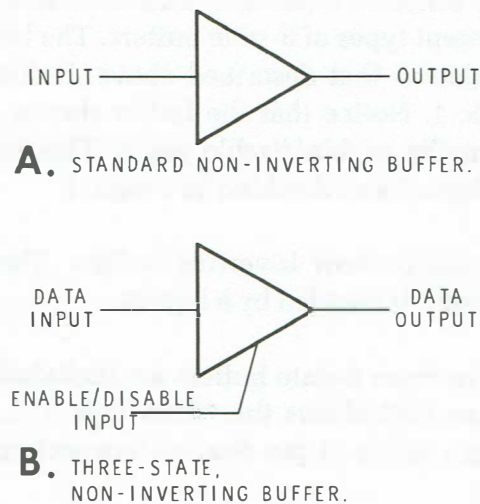 INPUT
OUTPUT
A. STANDARD NON-INVERTING BUFFER.
DATA
INPUT
DATA
OUTPUT
ENABLE/DISABLE
INPUT
B. THREE-STATE,
NON-INVERTING BUFFER.